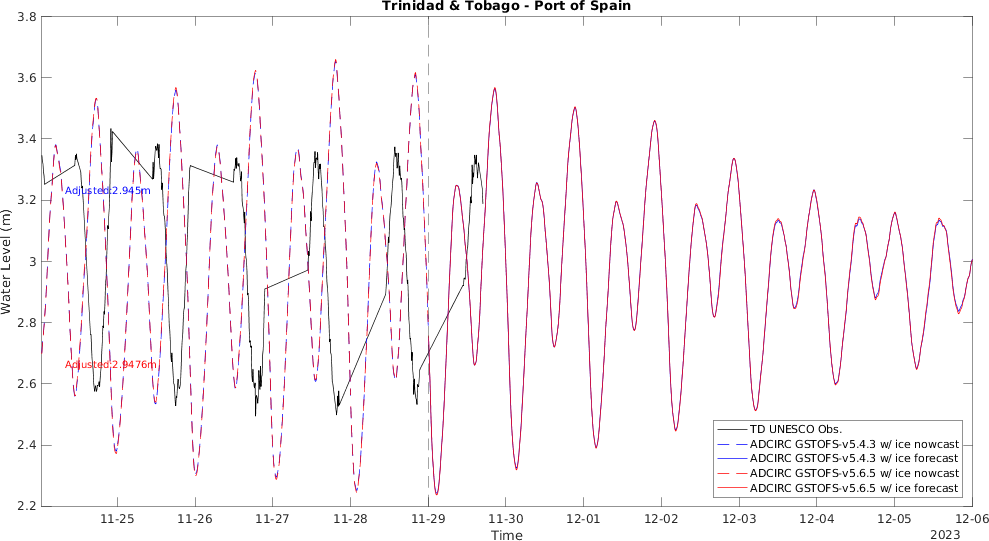 Trinidad & Tobago - Port of Spain
3.8
3.6
3.4
3.2
3
2.8
2.6
2.4
2.2
Water Level (m)
Adjusted:2.945m
Adjusted:2.9476m
TD UNESCO Obs.
ADCIRC GSTOFS-v5.4.3 w/ ice nowcast
ADCIRC GSTOFS-v5.4.3 w/ ice forecast
ADCIRC GSTOFS-v5.6.5 w/ ice nowcast
ADCIRC GSTOFS-v5.6.5 w/ ice forecast
11-25 11-26 11-27 11-28 11-29 11-30 12-01 12-02 12-03 12-04 12-05 12-06
Time
2023